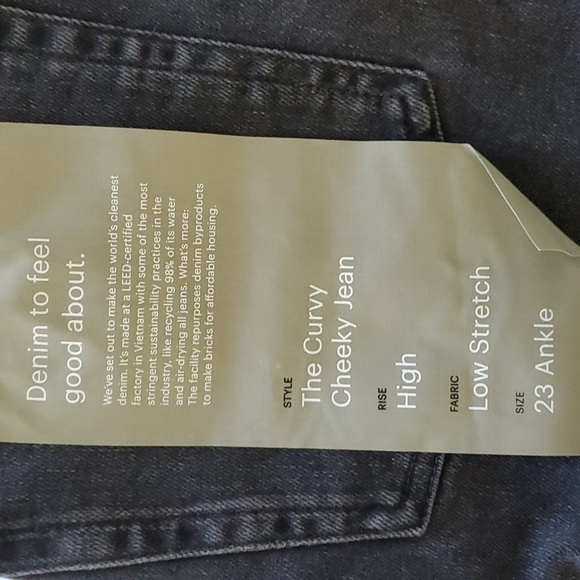 Denim to feel
good about.
We've set out to make the world's cleanest
denim. It's made at a LEED-certified
factory in Vietnam with some of the most
stringent sustainability practices in the
industry, like recycling 98% of its water
and air-drying all jeans. What's more:
The facility repurposes denim byproducts
to make bricks for affordable housing.
STYLE
The Curvy
Cheeky Jean
RISE
High
FABRIC
Low Stretch
SIZE
23 Ankle